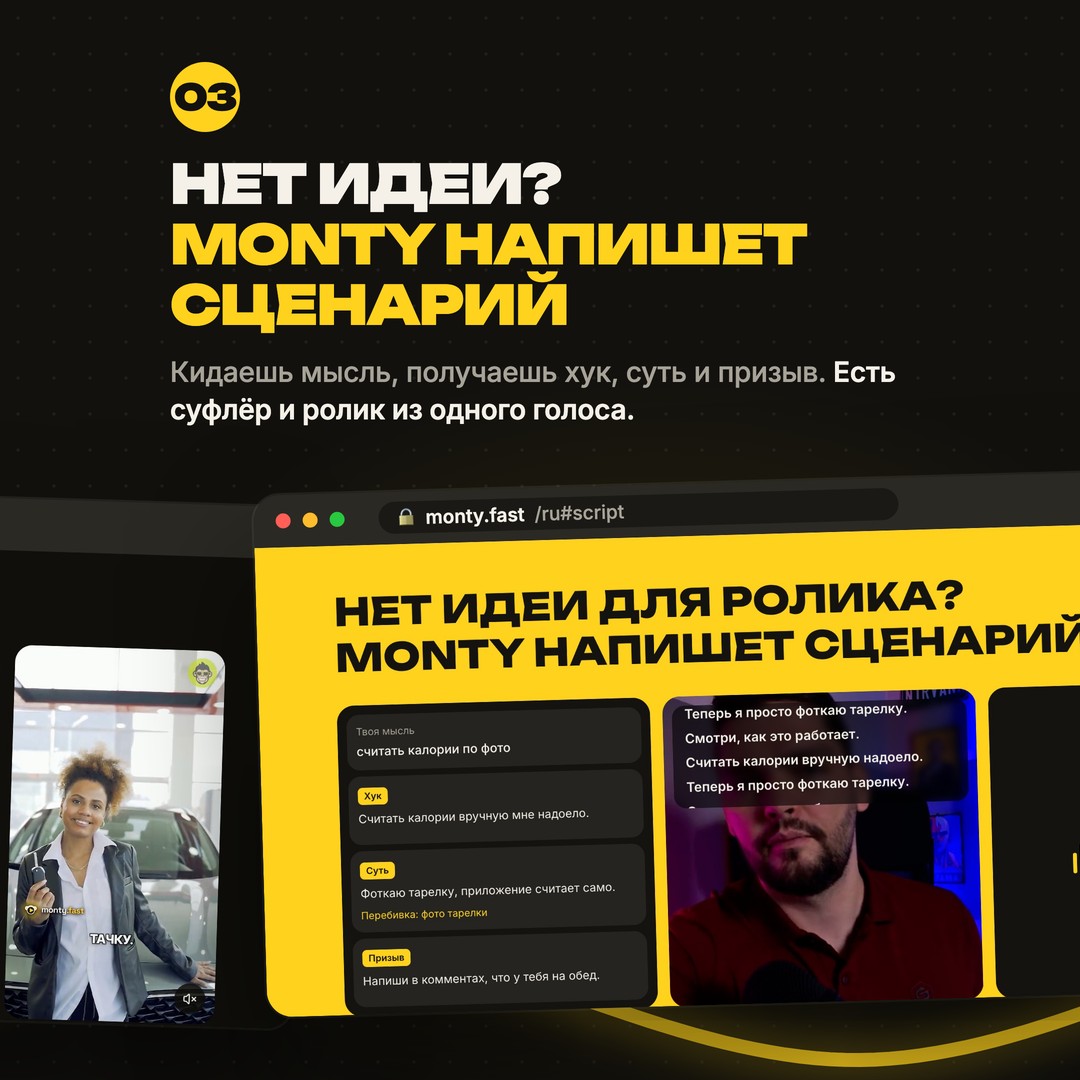 03
НЕТ ИДЕИ?
MONTY НАПИШЕТ
СЦЕНАРИЙ
Кидаешь мысль, получаешь хук, суть и призыв. Есть
суфлёр и ролик из одного голоса.
monty.fast /ru#script
НЕТ ИДЕИ ДЛЯ РОЛИКА?
MONTY НАПИШЕТ СЦЕНАРИЙ
Твоя мысль
считать калории по фото
Хук
Считать калории вручную мне надоело.
Суть
Фоткаю тарелку, приложение считает само.
Перебивка: фото тарелки
Призыв
Напиши в комментах, что у тебя на обед.
Теперь я просто фоткаю тарелку.
Смотри, как это работает.
Считать калории вручную надоело.
Теперь я просто фоткаю тарелку.
monty.fast
ТАЧКУ.